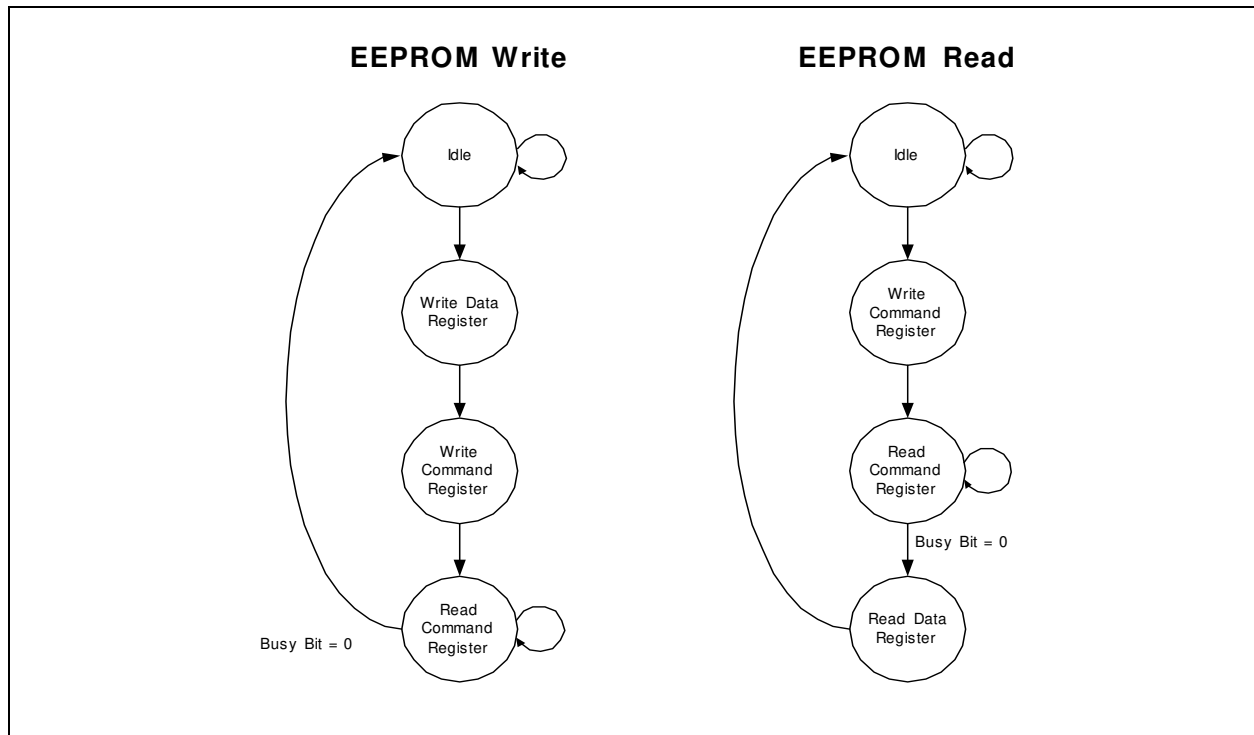 EEPROM Write
Idle
Write Data
Register
Write
Command
Register
Read
Command
Register
Busy Bit = 0
EEPROM Read
Idle
Write
Command
Register
Read
Command
Register
Busy Bit = 0
Read Data
Register